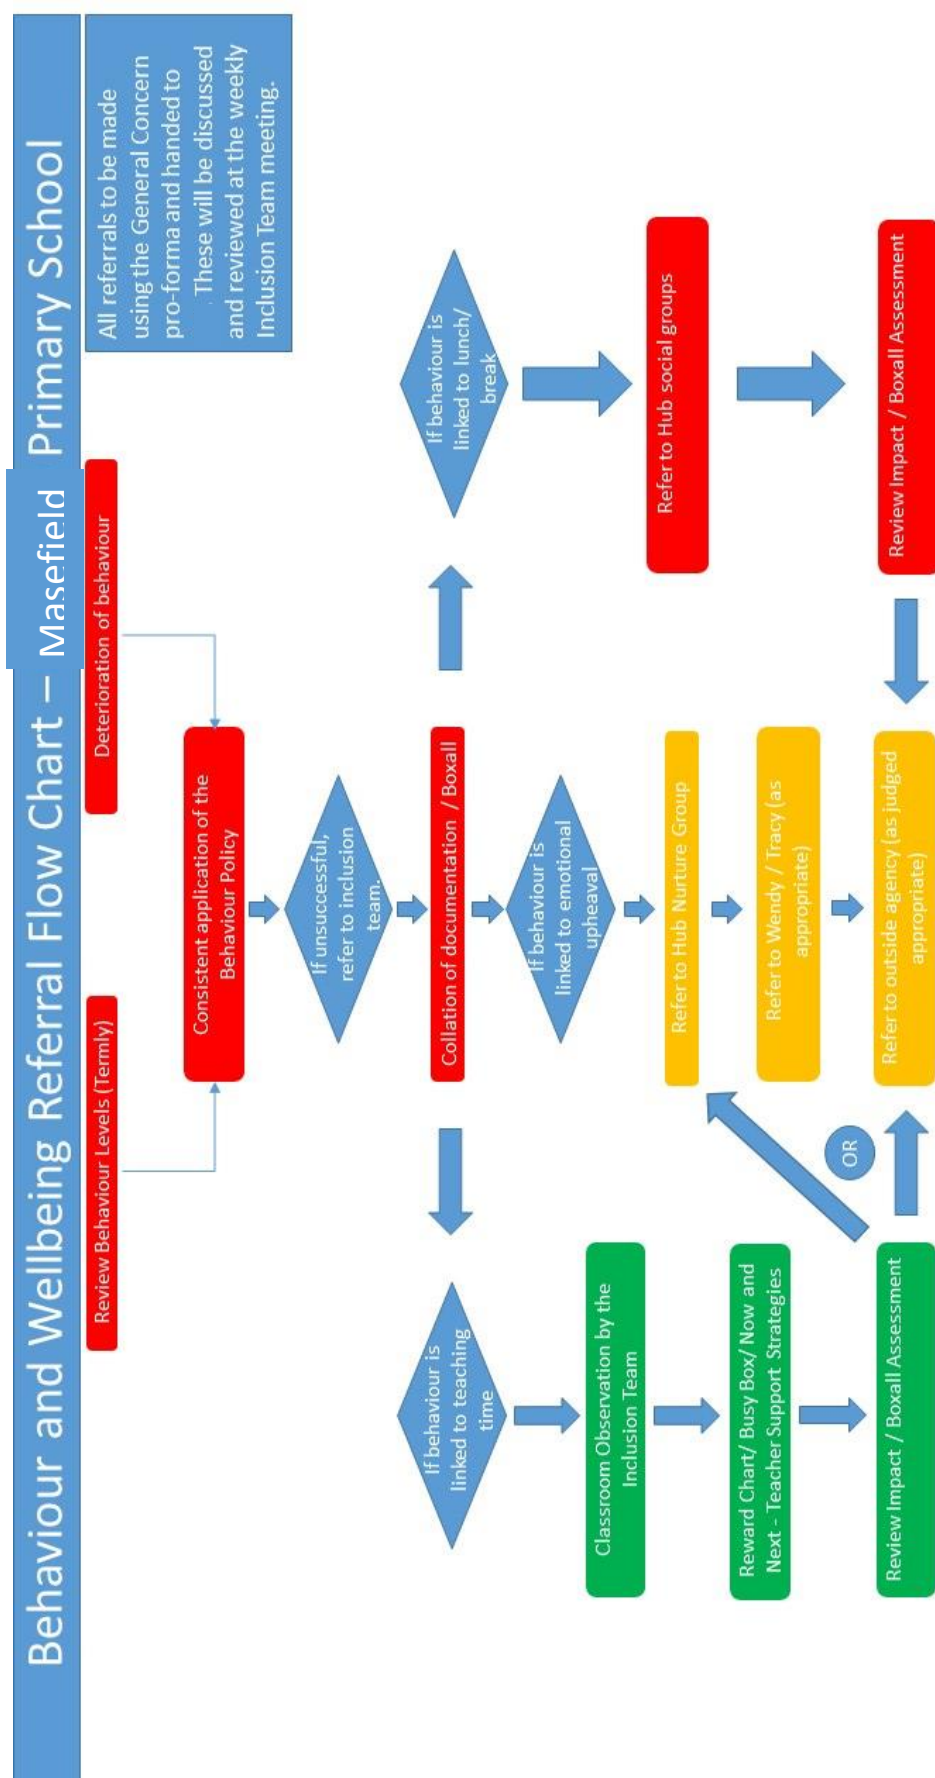 Behaviour and Wellbeing Referral Flow Chart – Masefield Primary School
All referrals to be made
using the General Concern
pro-forma and handed to
. These will be discussed
and reviewed at the weekly
Inclusion Team meeting.
Review Behaviour Levels (Termly)
Deterioration of behaviour
Consistent application of the
Behaviour Policy
If unsuccessful,
refer to inclusion
team.
Collation of documentation / Boxall
If behaviour is
linked to teaching
time
If behaviour is
linked to emotional
upheaval
If behaviour is
linked to lunch/
break
Classroom Observation by the
Inclusion Team
Reward Chart/ Busy Box/ Now and
Next - Teacher Support Strategies
Review Impact / Boxall Assessment
OR
Refer to Hub Nurture Group
Refer to Wendy / Tracy (as
appropriate)
Refer to outside agency (as judged
appropriate)
Refer to Hub social groups
Review Impact / Boxall Assessment